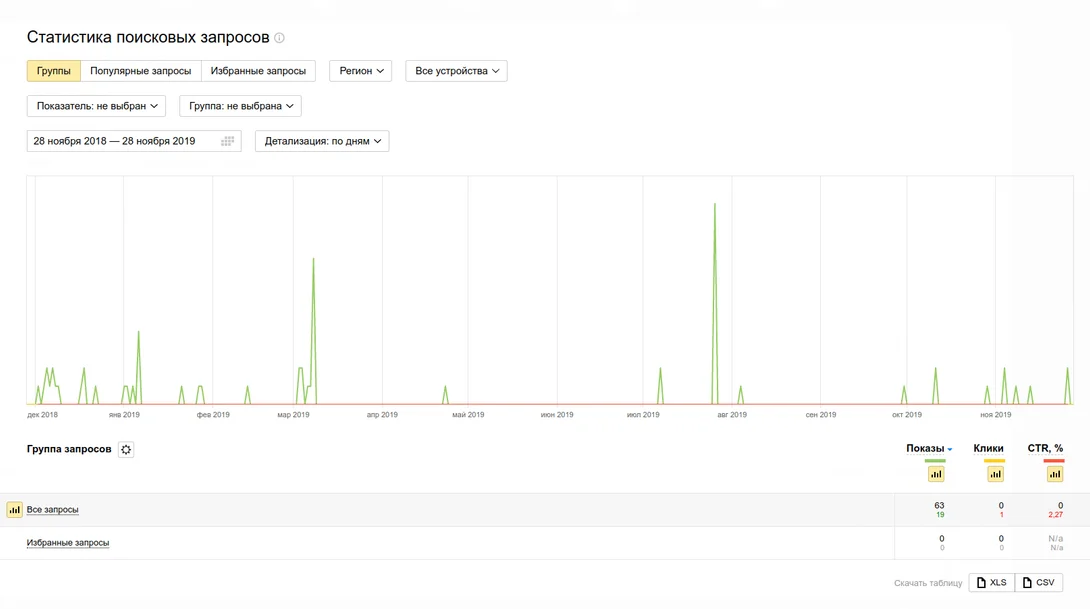 Статистика поисковых запросов
Группы Популярные запросы Избранные запросы Регион Все устройства
Показатель: не выбран Группа: не выбрана
28 ноября 2018 — 28 ноября 2019 Детализация: по дням
дек 2018 янв 2019 фев 2019 мар 2019 апр 2019 май 2019 июн 2019 июл 2019 авг 2019 сен 2019 окт 2019 ноя 2019
Группа запросов Показы Клики CTR, %
Все запросы 63 0 0
19 1 2,27
Избранные запросы 0 0 N/a
0 0 N/a
Скачать таблицу XLS CSV